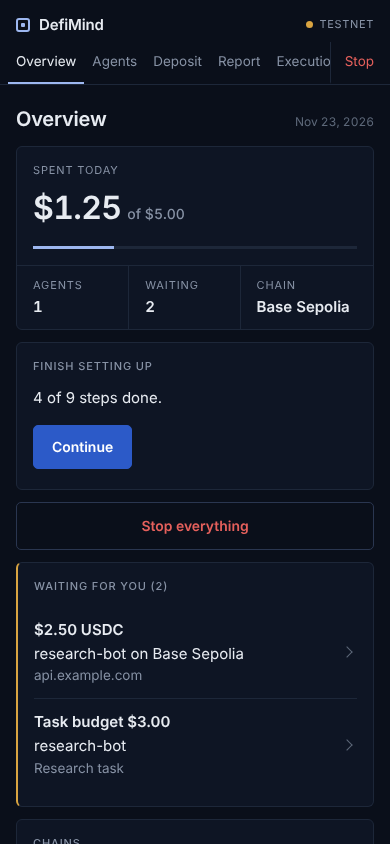 DefiMind
TESTNET
Overview Agents Deposit Report Executio Stop
Overview
Nov 23, 2026
SPENT TODAY
$1.25 of $5.00
AGENTS WAITING CHAIN
1 2 Base Sepolia
FINISH SETTING UP
4 of 9 steps done.
Continue
Stop everything
WAITING FOR YOU (2)
$2.50 USDC
research-bot on Base Sepolia
api.example.com
Task budget $3.00
research-bot
Research task
CHAINS